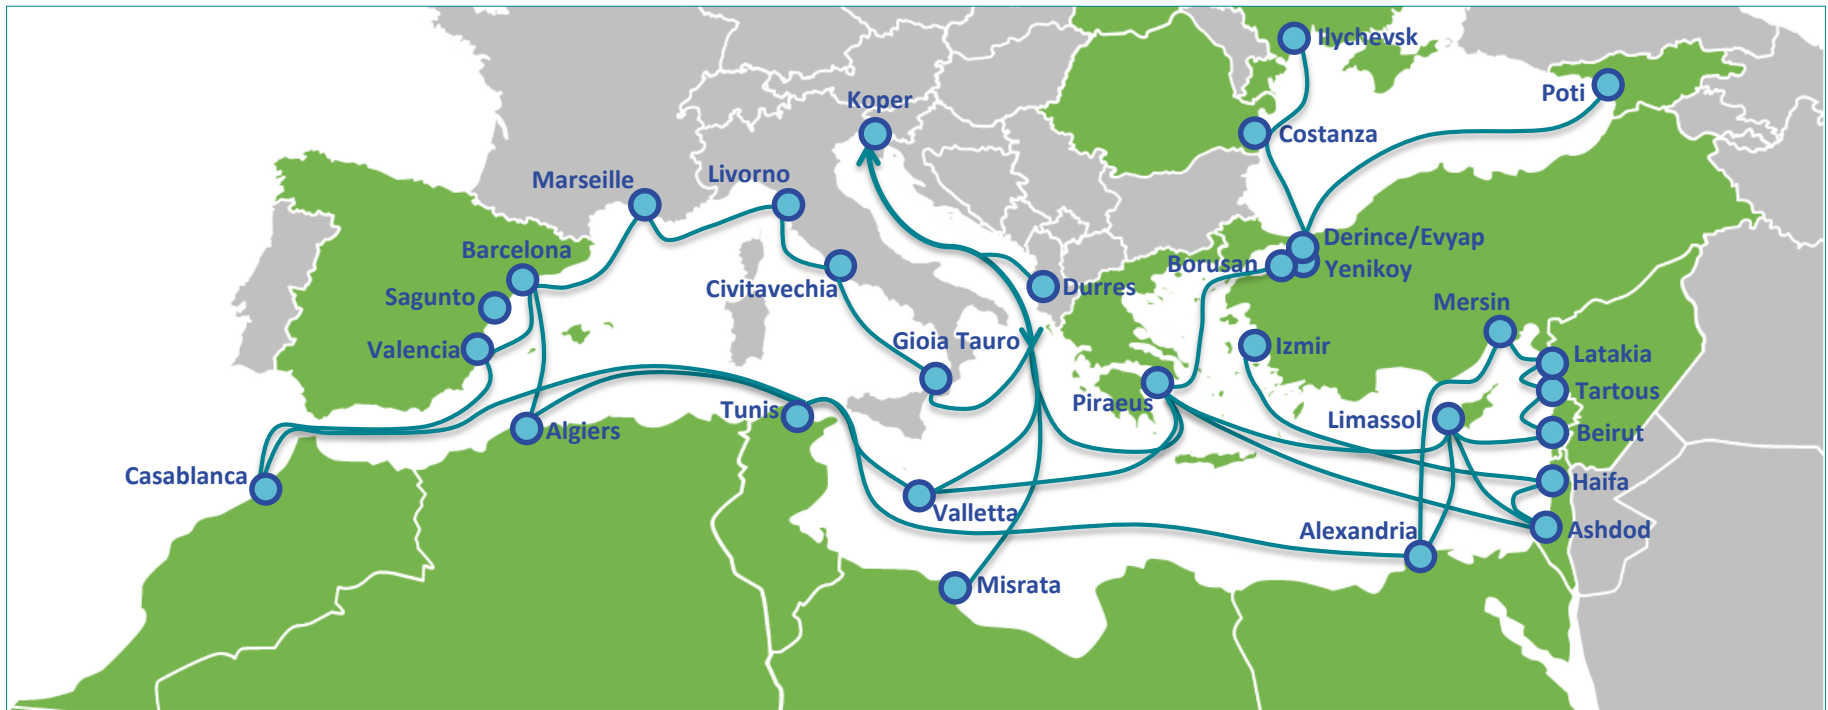 Ilychevsk
Poti
Koper
Costanza
Livorno
Marseille
Derince/Evyap
Barcelona
Borusan
Yenikoy
Sagunto
Civitavechia
Durres
Mersin
Valencia
Gioia Tauro
Izmir
Latakia
Tartous
Piraeus
Tunis
Limassol
Algiers
Beirut
Casablanca
Haifa
Valletta
Alexandria
Ashdod
Misrata